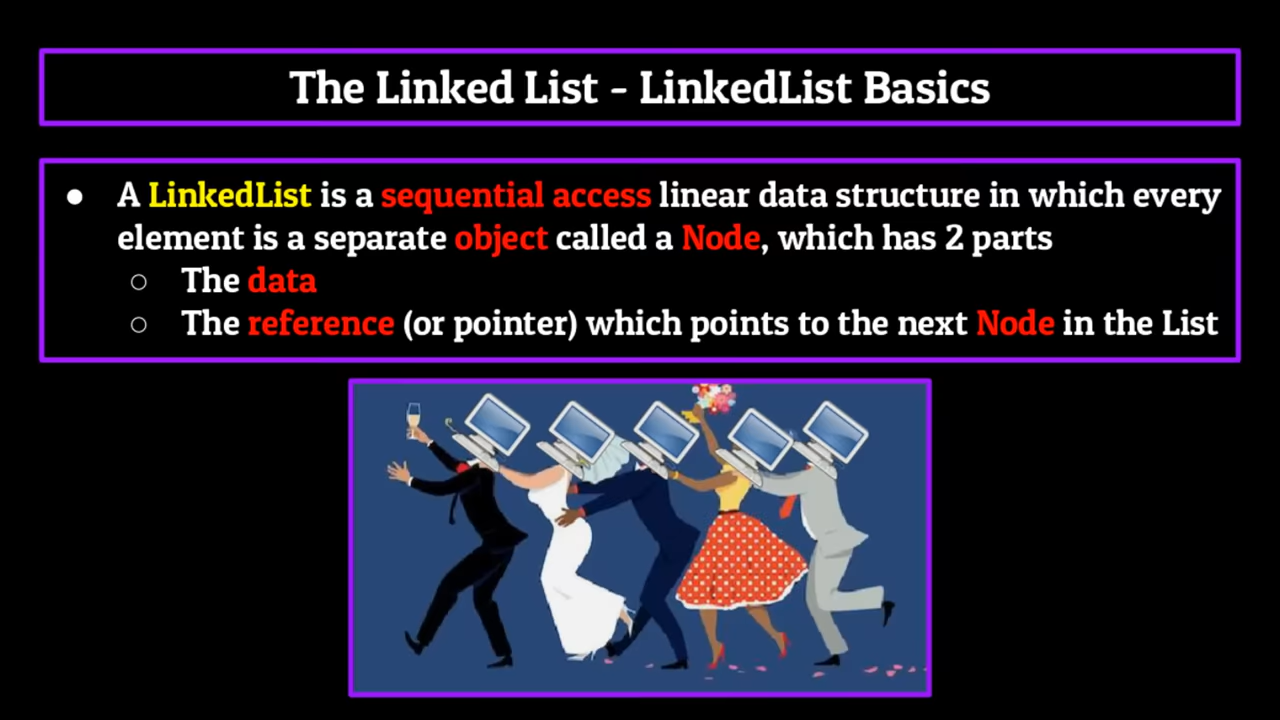 The Linked List - LinkedList Basics
● A LinkedList is a sequential access linear data structure in which every
element is a separate object called a Node, which has 2 parts
○ The data
○ The reference (or pointer) which points to the next Node in the List